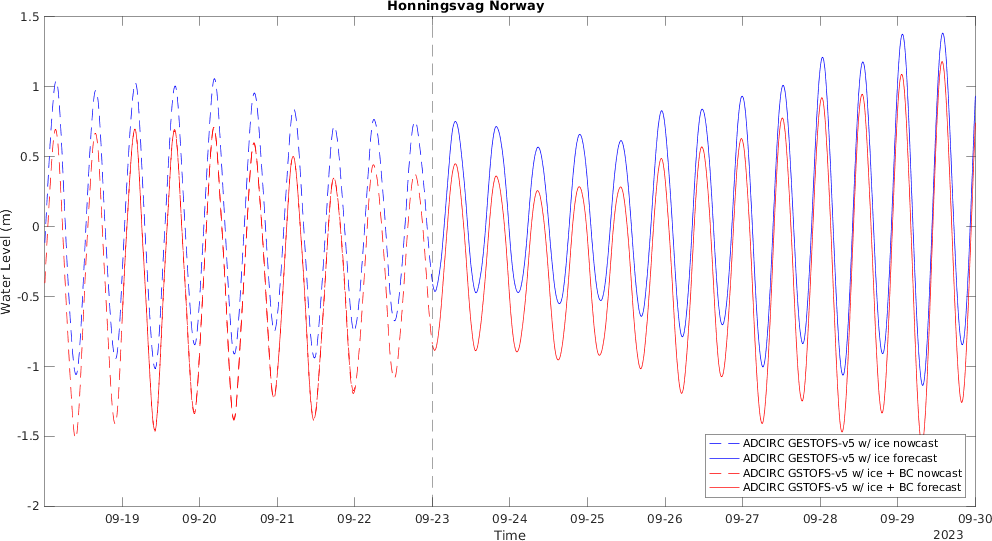 Honningsvag Norway
1.5
1
0.5
0
-0.5
-1
-1.5
-2
Water Level (m)
09-19 09-20 09-21 09-22 09-23 09-24 09-25 09-26 09-27 09-28 09-29 09-30
Time
2023
ADCIRC GESTOFS-v5 w/ ice nowcast
ADCIRC GESTOFS-v5 w/ ice forecast
ADCIRC GSTOFS-v5 w/ ice + BC nowcast
ADCIRC GSTOFS-v5 w/ ice + BC forecast